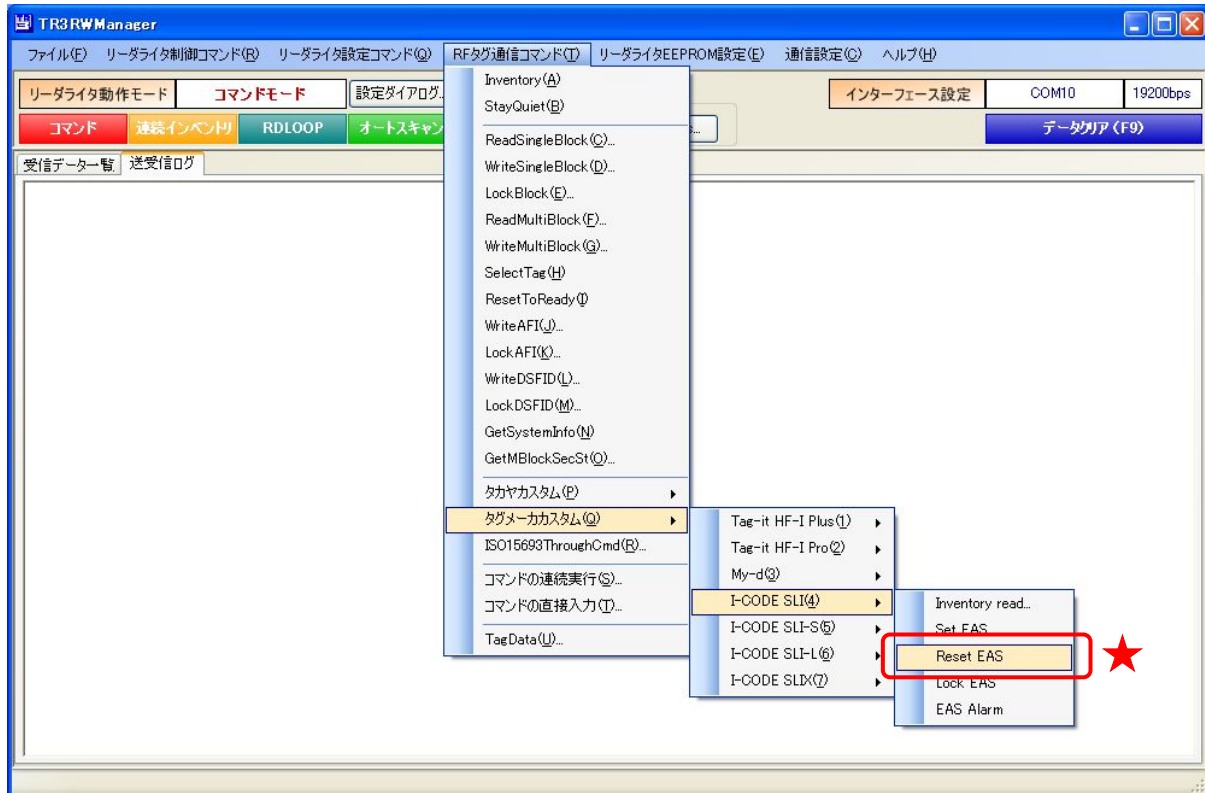 TR3RWManager
ファイル(F) リーダライタ制御コマンド(R) リーダライタ設定コマンド(Q) RFタグ通信コマンド(T) リーダライタEEPROM設定(E) 通信設定(C) ヘルプ(H)
リーダライタ動作モード コマンドモード 設定ダイアログ. インターフェース設定 COM10 19200bps
コマンド 連続インベントリ RDLOOP オートスキャン データクリア(F9)
受信データ一覧 送受信ログ
Inventory(A)
StayQuiet(B)
ReadSingleBlock(C)...
WriteSingleBlock(D)...
LockBlock(E)...
ReadMultiBlock(F)...
WriteMultiBlock(G)...
SelectTag(H)
ResetToReady(I)
WriteAFI(J)...
LockAFI(K)...
WriteDSFID(L)...
LockDSFID(M)...
GetSystemInfo(N)
GetMBlockSecSt(O)...
タカヤカスタム(P)
タグメーカカスタム(Q)
ISO15693ThroughCmd(R)...
コマンドの連続実行(S)...
コマンドの直接入力(T)...
TagData(U)...
Tag-it HF-I Plus(1)
Tag-it HF-I Pro(2)
My-d(3)
I-CODE SLI(4)
I-CODE SLI-S(5)
I-CODE SLI-L(6)
I-CODE SLIX(7)
Inventory read...
Set EAS
Reset EAS
Lock EAS
EAS Alarm